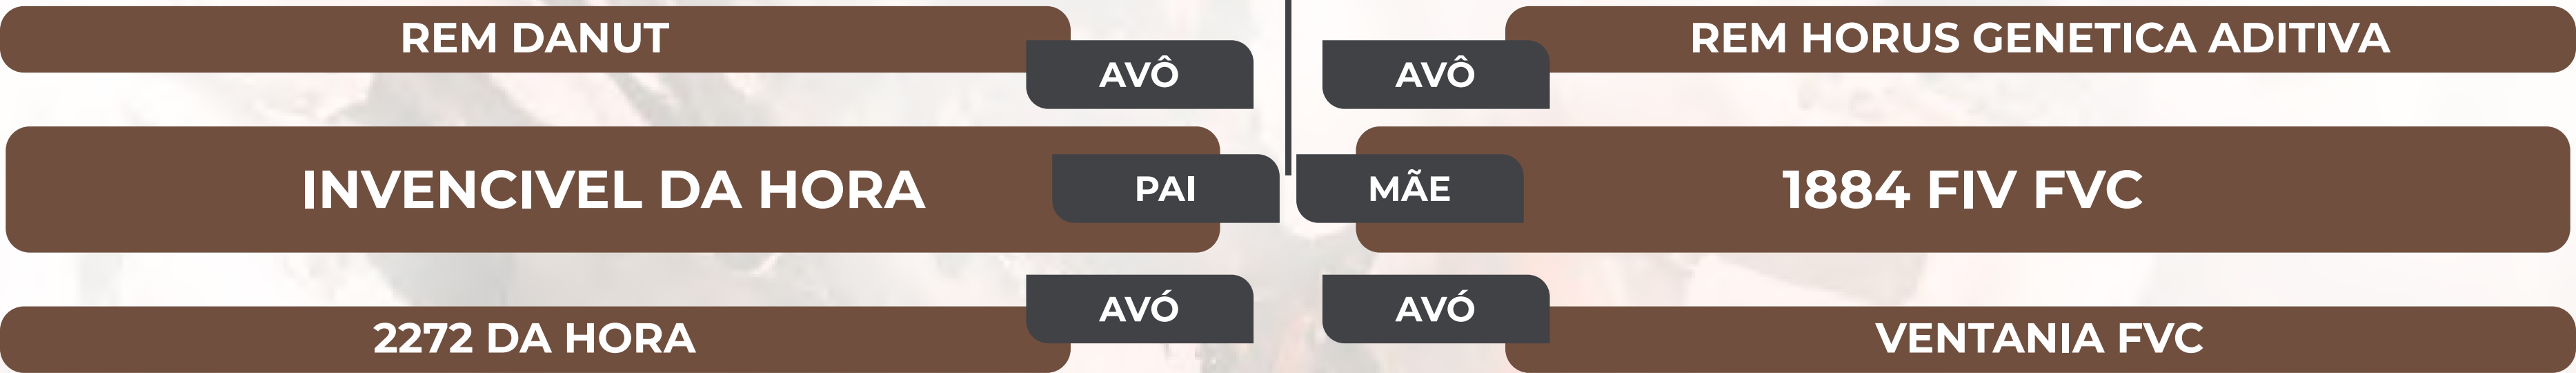 REM DANUT
AVÔ
INVENCIVEL DA HORA
PAI
2272 DA HORA
AVÓ
REM HORUS GENETICA ADITIVA
AVÔ
1884 FIV FVC
MÃE
VENTANIA FVC
AVÓ